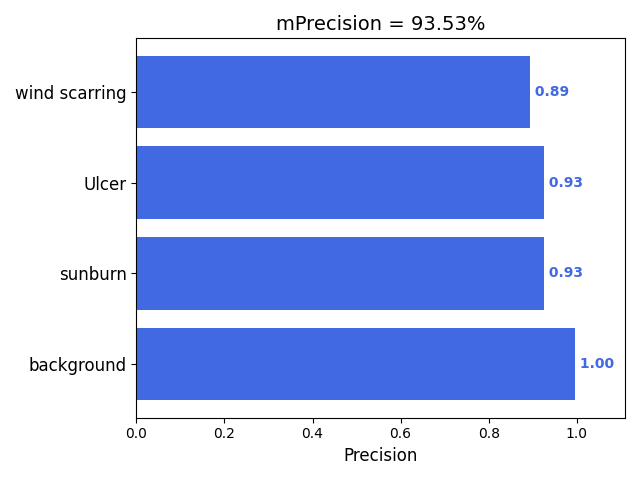 mPrecision = 93.53%
wind scarring 0.89
Ulcer 0.93
sunburn 0.93
background 1.00
0.0 0.2 0.4 0.6 0.8 1.0
Precision